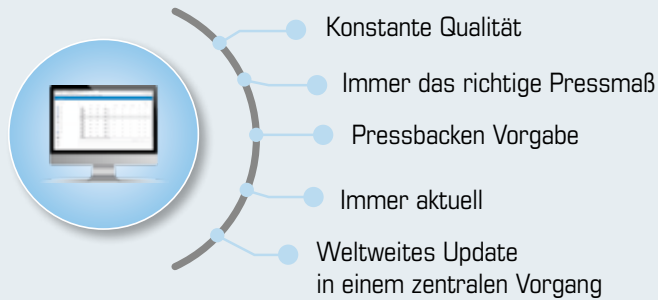 Konstante Qualität
Immer das richtige Pressmaß
Pressbacken Vorgabe
Immer aktuell
Weltweites Update
in einem zentralen Vorgang